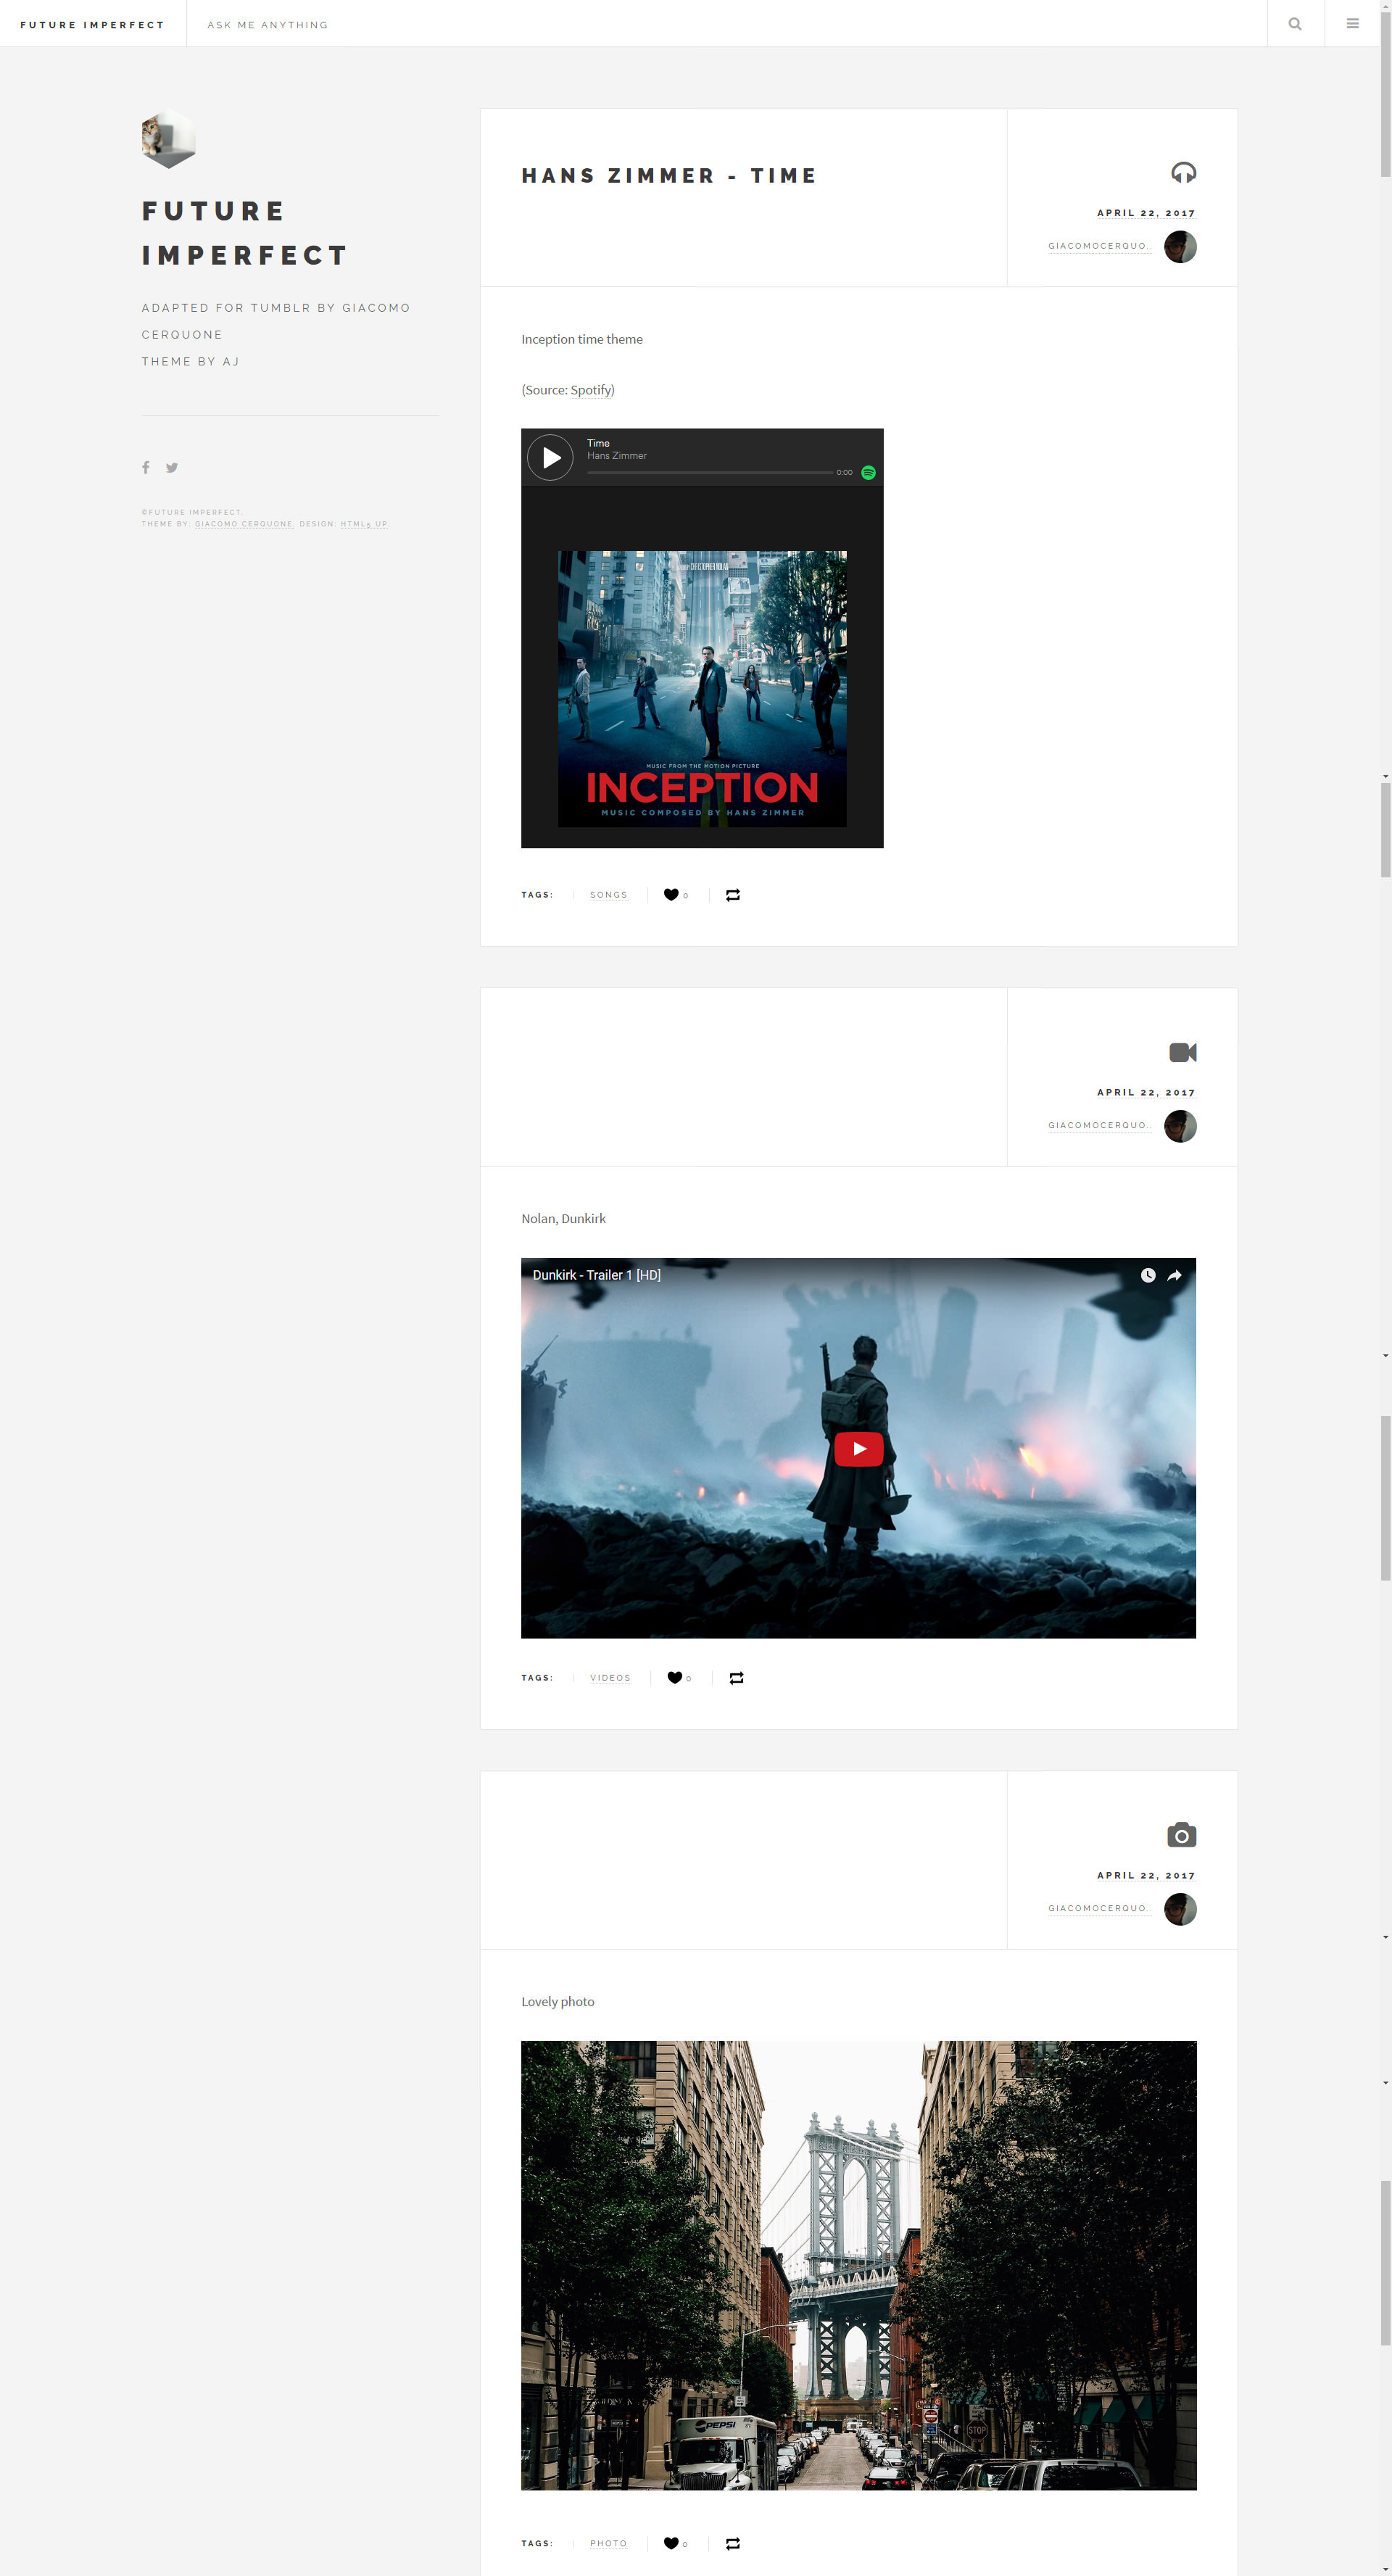 FUTURE IMPERFECT
ASK ME ANYTHING
FUTURE
IMPERFECT
ADAPTED FOR TUMBLR BY GIACOMO
CERQUONE
THEME BY AJ
©FUTURE IMPERFECT.
THEME BY: GIACOMO CERQUONE. DESIGN: HTML5 UP.
HANS ZIMMER - TIME
APRIL 22, 2017
GIACOMOCERQUO..
Inception time theme
(Source: Spotify)
Time
Hans Zimmer
0:00
CHRISTOPHER NOLAN
MUSIC FROM THE MOTION PICTURE
INCEPTION
MUSIC COMPOSED BY HANS ZIMMER
TAGS:
SONGS
0
APRIL 22, 2017
GIACOMOCERQUO..
Nolan, Dunkirk
Dunkirk - Trailer 1 [HD]
TAGS:
VIDEOS
0
APRIL 22, 2017
GIACOMOCERQUO..
Lovely photo
PEPSI
STOP
TAGS:
PHOTO
0